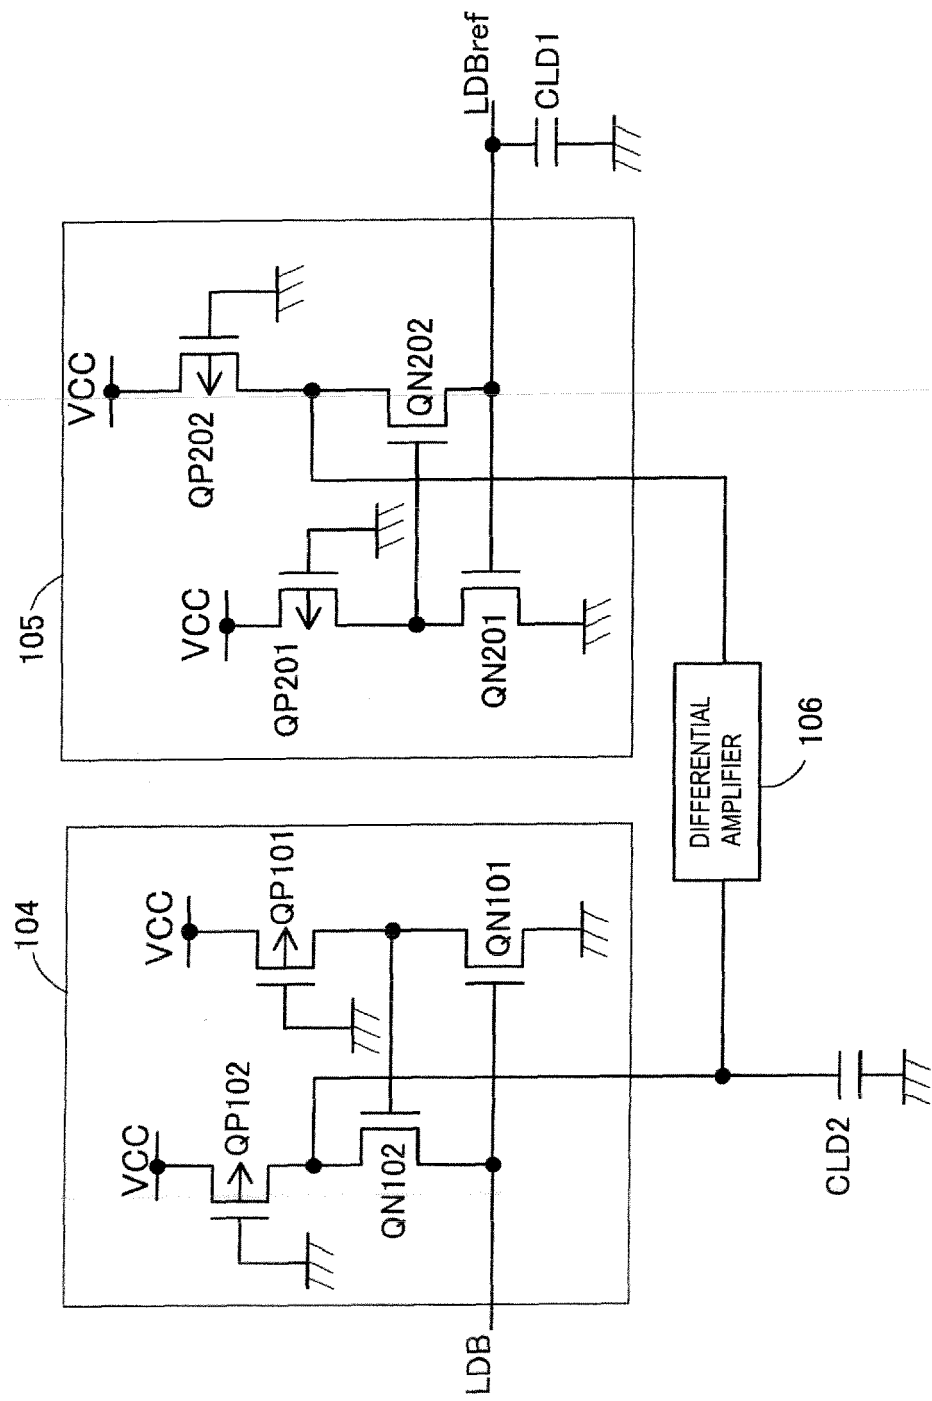 104
105
VCC
VCC
VCC
VCC
QP102
QP101
QP201
QP202
QN102
QN101
QN201
QN202
LDB
LDBref
CLD1
CLD2
DIFFERENTIAL
AMPLIFIER
106